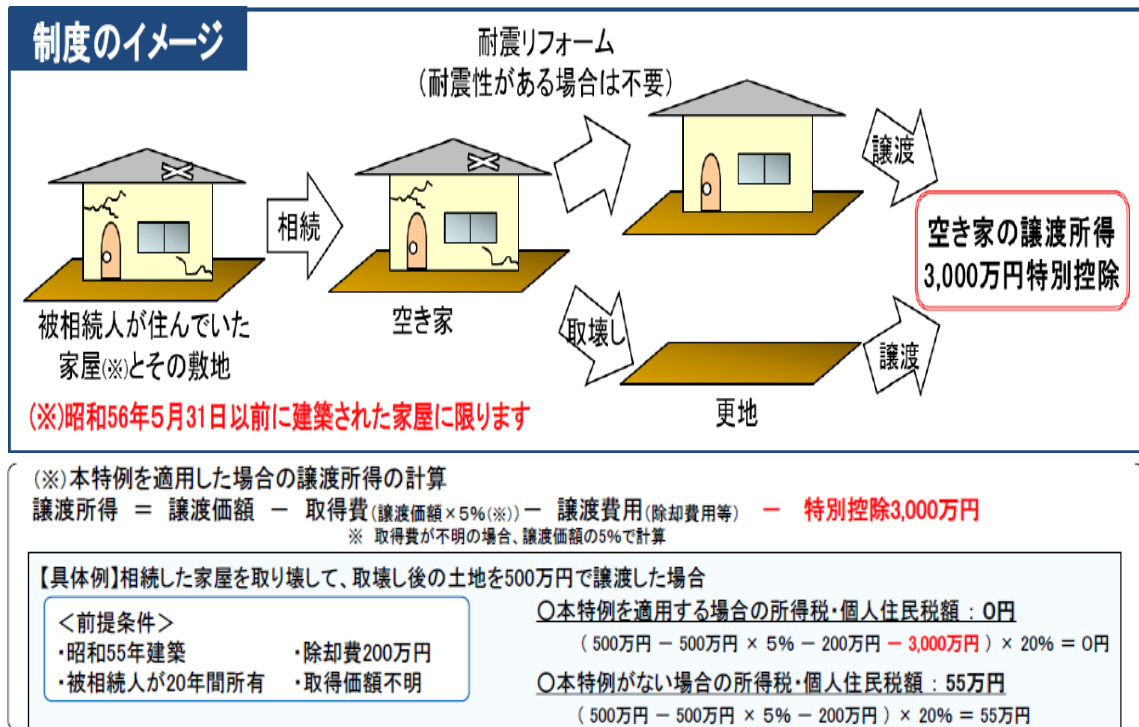 制度のイメージ
耐震リフォーム
(耐震性がある場合は不要)
譲渡
相続
空き家の譲渡所得
3,000万円特別控除
被相続人が住んでいた
家屋(※)とその敷地
空き家
取壊し
譲渡
更地
(※)昭和56年5月31日以前に建築された家屋に限ります
(※)本特例を適用した場合の譲渡所得の計算
譲渡所得 = 譲渡価額 - 取得費(譲渡価額×5%(※)) - 譲渡費用(除却費用等) - 特別控除3,000万円
※ 取得費が不明の場合、譲渡価額の5%で計算
【具体例】相続した家屋を取り壊して、取壊し後の土地を500万円で譲渡した場合
<前提条件>
・昭和55年建築 ・除却費200万円
・被相続人が20年間所有 ・取得価額不明
〇本特例を適用する場合の所得税・個人住民税額 : 0円
( 500万円 - 500万円 × 5% - 200万円 - 3,000万円 ) × 20% = 0円
〇本特例がない場合の所得税・個人住民税額 : 55万円
( 500万円 - 500万円 × 5% - 200万円 ) × 20% = 55万円